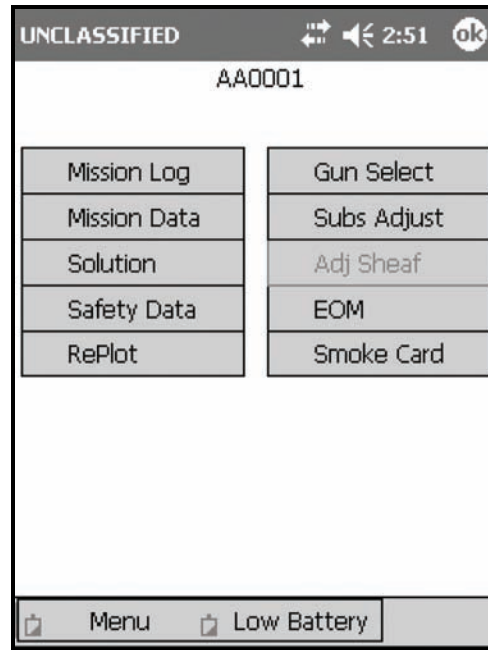 UNCLASSIFIED 2:51 ok
AA0001
Mission Log Gun Select
Mission Data Subs Adjust
Solution Adj Sheaf
Safety Data EOM
RePlot Smoke Card
Menu Low Battery